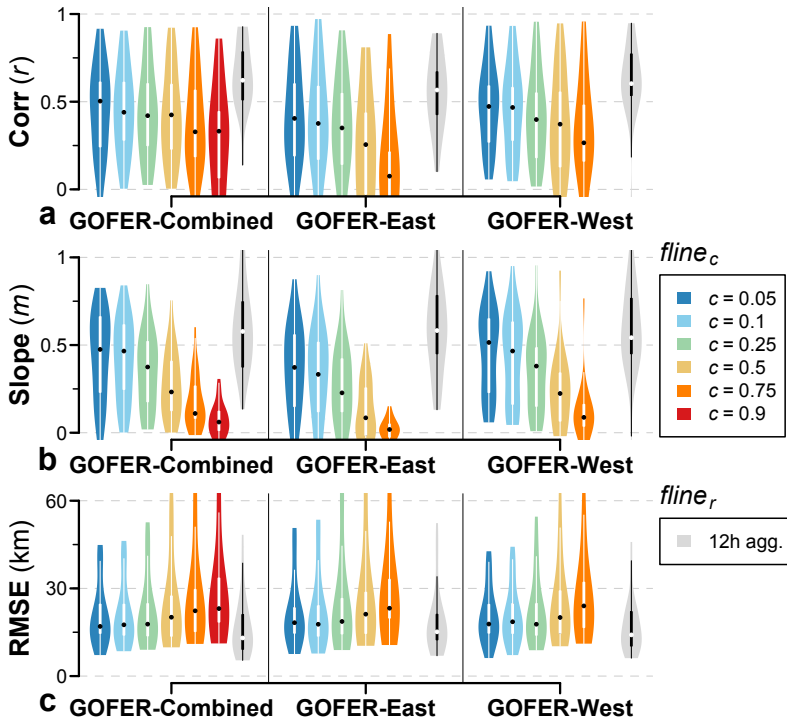 1
0.5
0
Corr (r)
a
GOFER-Combined
GOFER-East
GOFER-West
1
0.5
0
Slope (m)
b
GOFER-Combined
GOFER-East
GOFER-West
60
30
0
RMSE (km)
c
GOFER-Combined
GOFER-East
GOFER-West
fline_c
c = 0.05
c = 0.1
c = 0.25
c = 0.5
c = 0.75
c = 0.9
fline_r
12h agg.